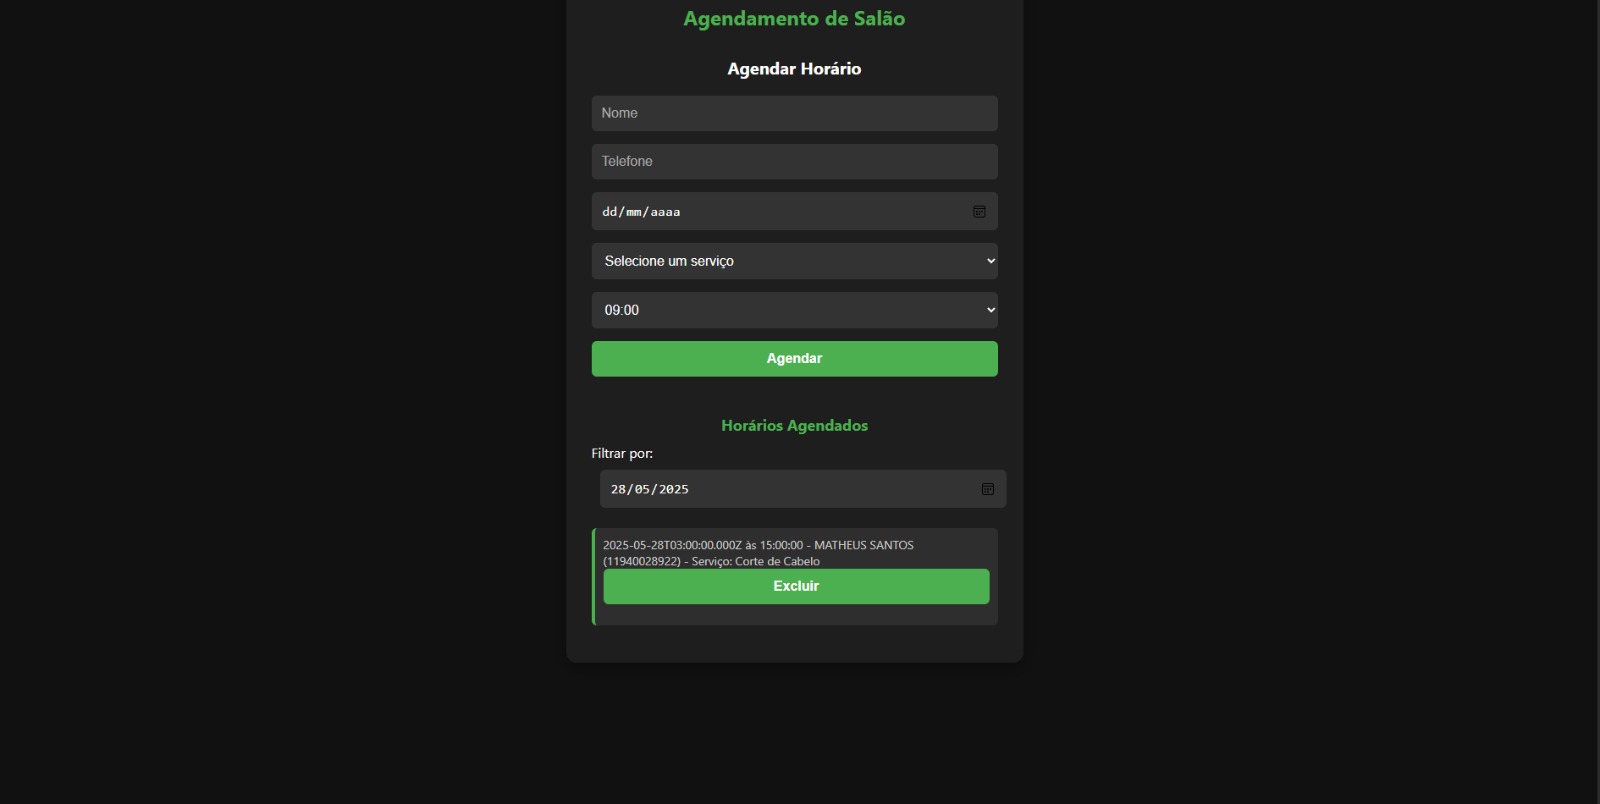 Agendamento de Salão
Agendar Horário
Nome
Telefone
dd/mm/aaaa
Selecione um serviço
09:00
Agendar
Horários Agendados
Filtrar por:
28/05/2025
2025-05-28T03:00:00.000Z às 15:00:00 - MATHEUS SANTOS
(11940028922) - Serviço: Corte de Cabelo
Excluir